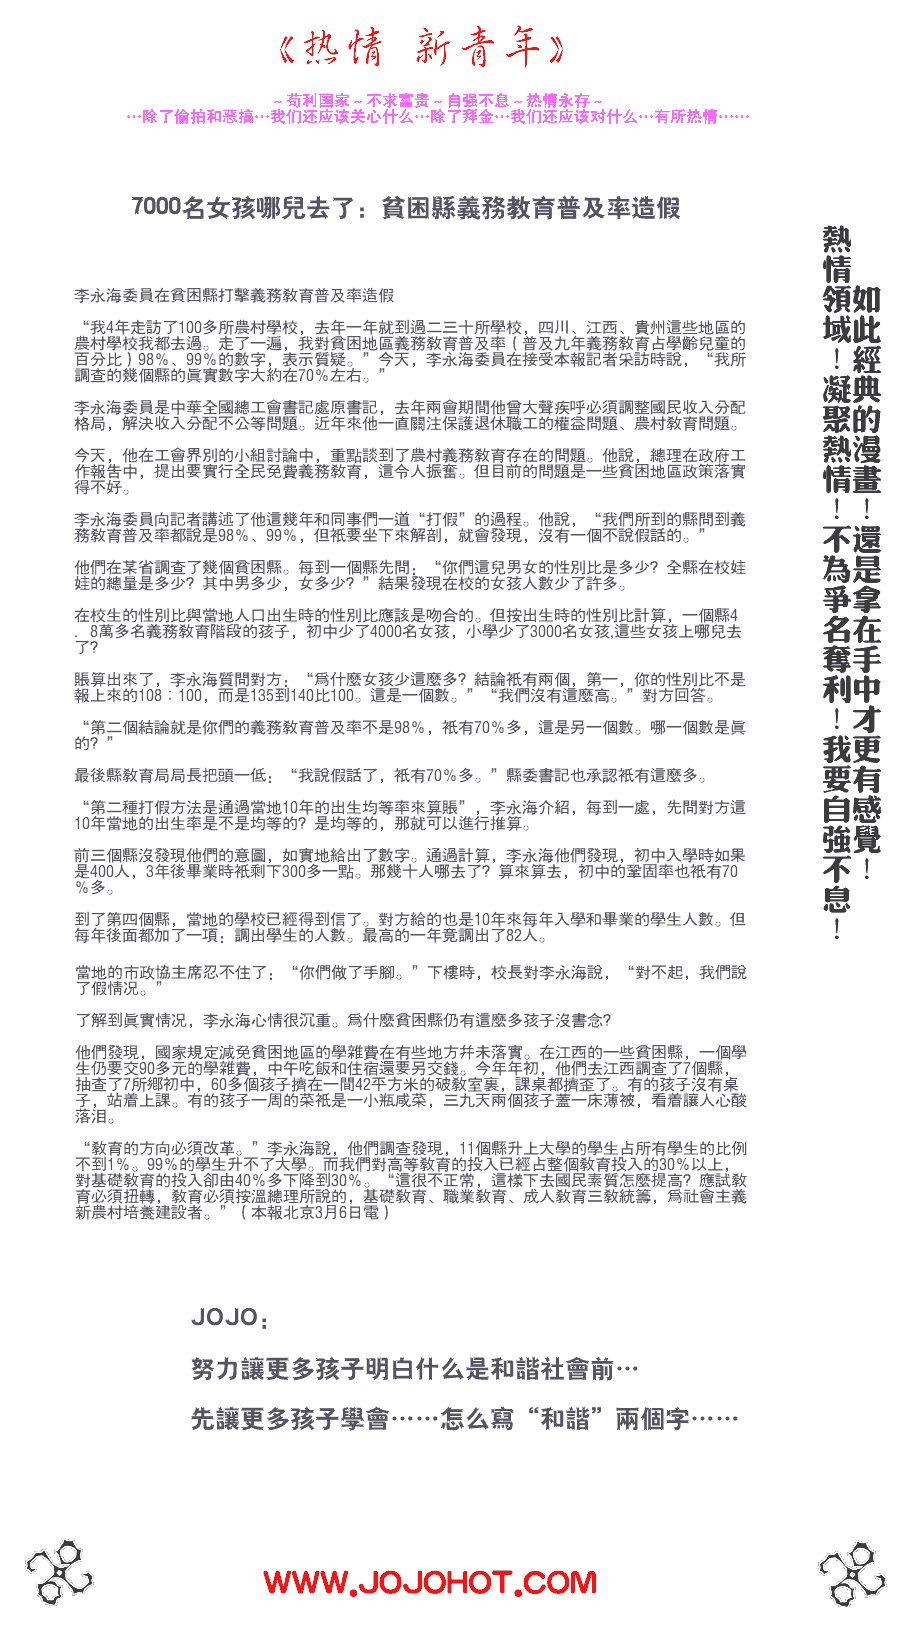 《热情 新青年》
～苟利国家～不求富贵～自强不息～热情永存～
…除了偷拍和恶搞…我们还应该关心什么…除了拜金…我们还应该对什么…有所热情……
7000名女孩哪兒去了：貧困縣義務教育普及率造假
李永海委員在貧困縣打擊義務教育普及率造假
“我4年走訪了100多所農村學校，去年一年就到過二三十所學校，四川、江西、貴州這些地區的
農村學校我都去過。走了一遍，我對貧困地區義務教育普及率（普及九年義務教育占學齡兒童的
百分比）98％、99％的數字，表示質疑。”今天，李永海委員在接受本報記者采訪時說，“我所
調查的幾個縣的眞實數字大約在70％左右。”
李永海委員是中華全國總工會書記處原書記，去年兩會期間他曾大聲疾呼必須調整國民收入分配
格局，解決收入分配不公等問題。近年來他一直關注保護退休職工的權益問題、農村敎育問題。
今天，他在工會界別的小組討論中，重點談到了農村義務敎育存在的問題。他說，總理在政府工
作報告中，提出要實行全民免費義務敎育，這令人振奮。但目前的問題是一些貧困地區政策落實
得不好。
李永海委員向記者講述了他這幾年和同事們一道“打假”的過程。他說，“我們所到的縣問到義
務敎育普及率都說是98％、99％，但衹要坐下來解剖，就會發現，沒有一個不說假話的。”
他們在某省調查了幾個貧困縣。每到一個縣先問：“你們這兒男女的性別比是多少？全縣在校娃
娃的總量是多少？其中男多少，女多少？”結果發現在校的女孩人數少了許多。
在校生的性別比與當地人口出生時的性別比應該是吻合的。但按出生時的性別比計算，一個縣4
．8萬多名義務敎育階段的孩子，初中少了4000名女孩，小學少了3000名女孩,這些女孩上哪兒去
了？
賬算出來了，李永海質問對方：“爲什麼女孩少這麼多？結論衹有兩個，第一，你的性別比不是
報上來的108：100，而是135到140比100。這是一個數。”“我們沒有這麼高。”對方回答。
“第二個結論就是你們的義務敎育普及率不是98％，衹有70％多，這是另一個數。哪一個數是眞
的？”
最後縣敎育局局長把頭一低：“我說假話了，衹有70％多。”縣委書記也承認衹有這麼多。
“第二種打假方法是通過當地10年的出生均等率來算賬”，李永海介紹，每到一處，先問對方這
10年當地的出生率是不是均等的？是均等的，那就可以進行推算。
前三個縣沒發現他們的意圖，如實地給出了數字。通過計算，李永海他們發現，初中入學時如果
是400人，3年後畢業時衹剩下300多一點。那幾十人哪去了？算來算去，初中的鞏固率也衹有70
％多。
到了第四個縣，當地的學校已經得到信了。對方給的也是10年來每年入學和畢業的學生人數。但
每年後面都加了一項：調出學生的人數。最高的一年竟調出了82人。
當地的市政協主席忍不住了：“你們做了手腳。”下樓時，校長對李永海說，“對不起，我們說
了假情况。”
了解到眞實情况，李永海心情很沉重。爲什麼貧困縣仍有這麼多孩子沒書念？
他們發現，國家規定減免貧困地區的學雜費在有些地方幷未落實。在江西的一些貧困縣，一個學
生仍要交90多元的學雜費，中午吃飯和住宿還要另交錢。今年年初，他們去江西調查了7個縣，
抽查了7所鄉初中，60多個孩子擠在一間42平方米的破敎室裏，課桌都擠歪了。有的孩子沒有桌
子，站着上課。有的孩子一周的菜衹是一小瓶咸菜，三九天兩個孩子蓋一床薄被，看着讓人心酸
落泪。
“敎育的方向必須改革。”李永海說，他們調查發現，11個縣升上大學的學生占所有學生的比例
不到1％。99％的學生升不了大學。而我們對高等敎育的投入已經占整個敎育投入的30％以上，
對基礎敎育的投入卻由40％多下降到30％。“這很不正常，這樣下去國民素質怎麼提高？應試敎
育必須扭轉，敎育必須按溫總理所說的，基礎敎育、職業敎育、成人敎育三敎統籌，爲社會主義
新農村培養建設者。”（本報北京3月6日電）
如此經典的漫畫！還是拿在手中才更有感覺！
熱情領域！凝聚熱情！不為爭名奪利！我要自強不息！
JOJO：
努力讓更多孩子明白什么是和諧社會前…
先讓更多孩子學會……怎么寫“和諧”兩個字……
WWW.JOJOHOT.COM